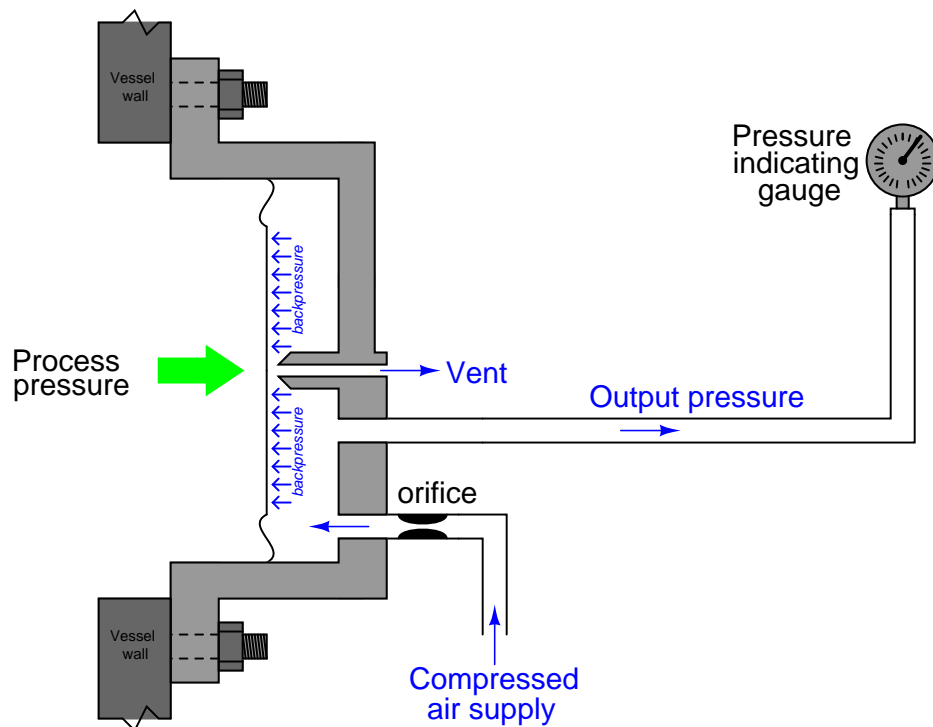 Vessel
wall
Pressure
indicating
gauge
backpressure
Process
pressure
Vent
Output pressure
backpressure
orifice
Vessel
wall
Compressed
air supply